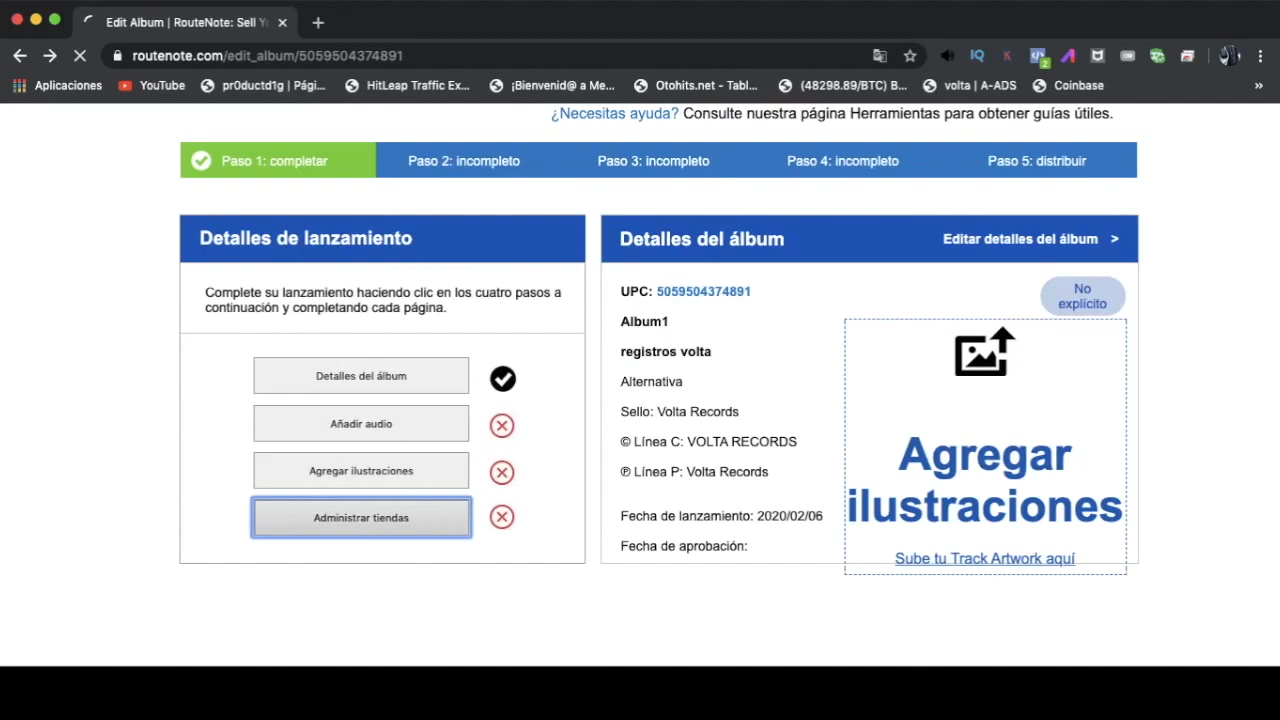 Edit Album | RouteNote: Sell Yo
routenote.com/edit_album/5059504374891
IQ
K
2
Aplicaciones
YouTube
pr0ductd1g | Pági...
HitLeap Traffic Ex...
¡Bienvenid@ a Me...
Otohits.net - Tabl...
(48298.89/BTC) B...
volta | A-ADS
Coinbase
»
¿Necesitas ayuda? Consulte nuestra página Herramientas para obtener guías útiles.
Paso 1: completar
Paso 2: incompleto
Paso 3: incompleto
Paso 4: incompleto
Paso 5: distribuir
Detalles de lanzamiento
Complete su lanzamiento haciendo clic en los cuatro pasos a
continuación y completando cada página.
Detalles del álbum
Añadir audio
Agregar ilustraciones
Administrar tiendas
Detalles del álbum
Editar detalles del álbum >
UPC: 5059504374891
No
explícito
Album1
registros volta
Alternativa
Sello: Volta Records
© Línea C: VOLTA RECORDS
℗ Línea P: Volta Records
Fecha de lanzamiento: 2020/02/06
Fecha de aprobación:
Agregar
ilustraciones
Sube tu Track Artwork aquí